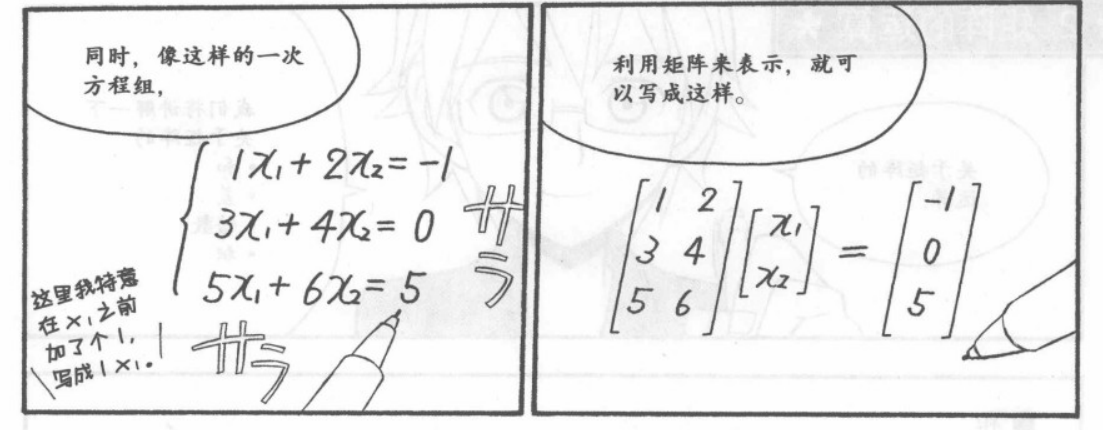 同时，像这样的一次
方程组，
1x₁ + 2x₂ = -1
3x₁ + 4x₂ = 0
5x₁ + 6x₂ = 5
这里我特意
在x₁之前
加了个1，
写成1x₁。
サラ
サラ
利用矩阵来表示，就可
以写成这样。
[1 2] [x₁] = [-1]
[3 4] [x₂] = [0]
[5 6] [5]